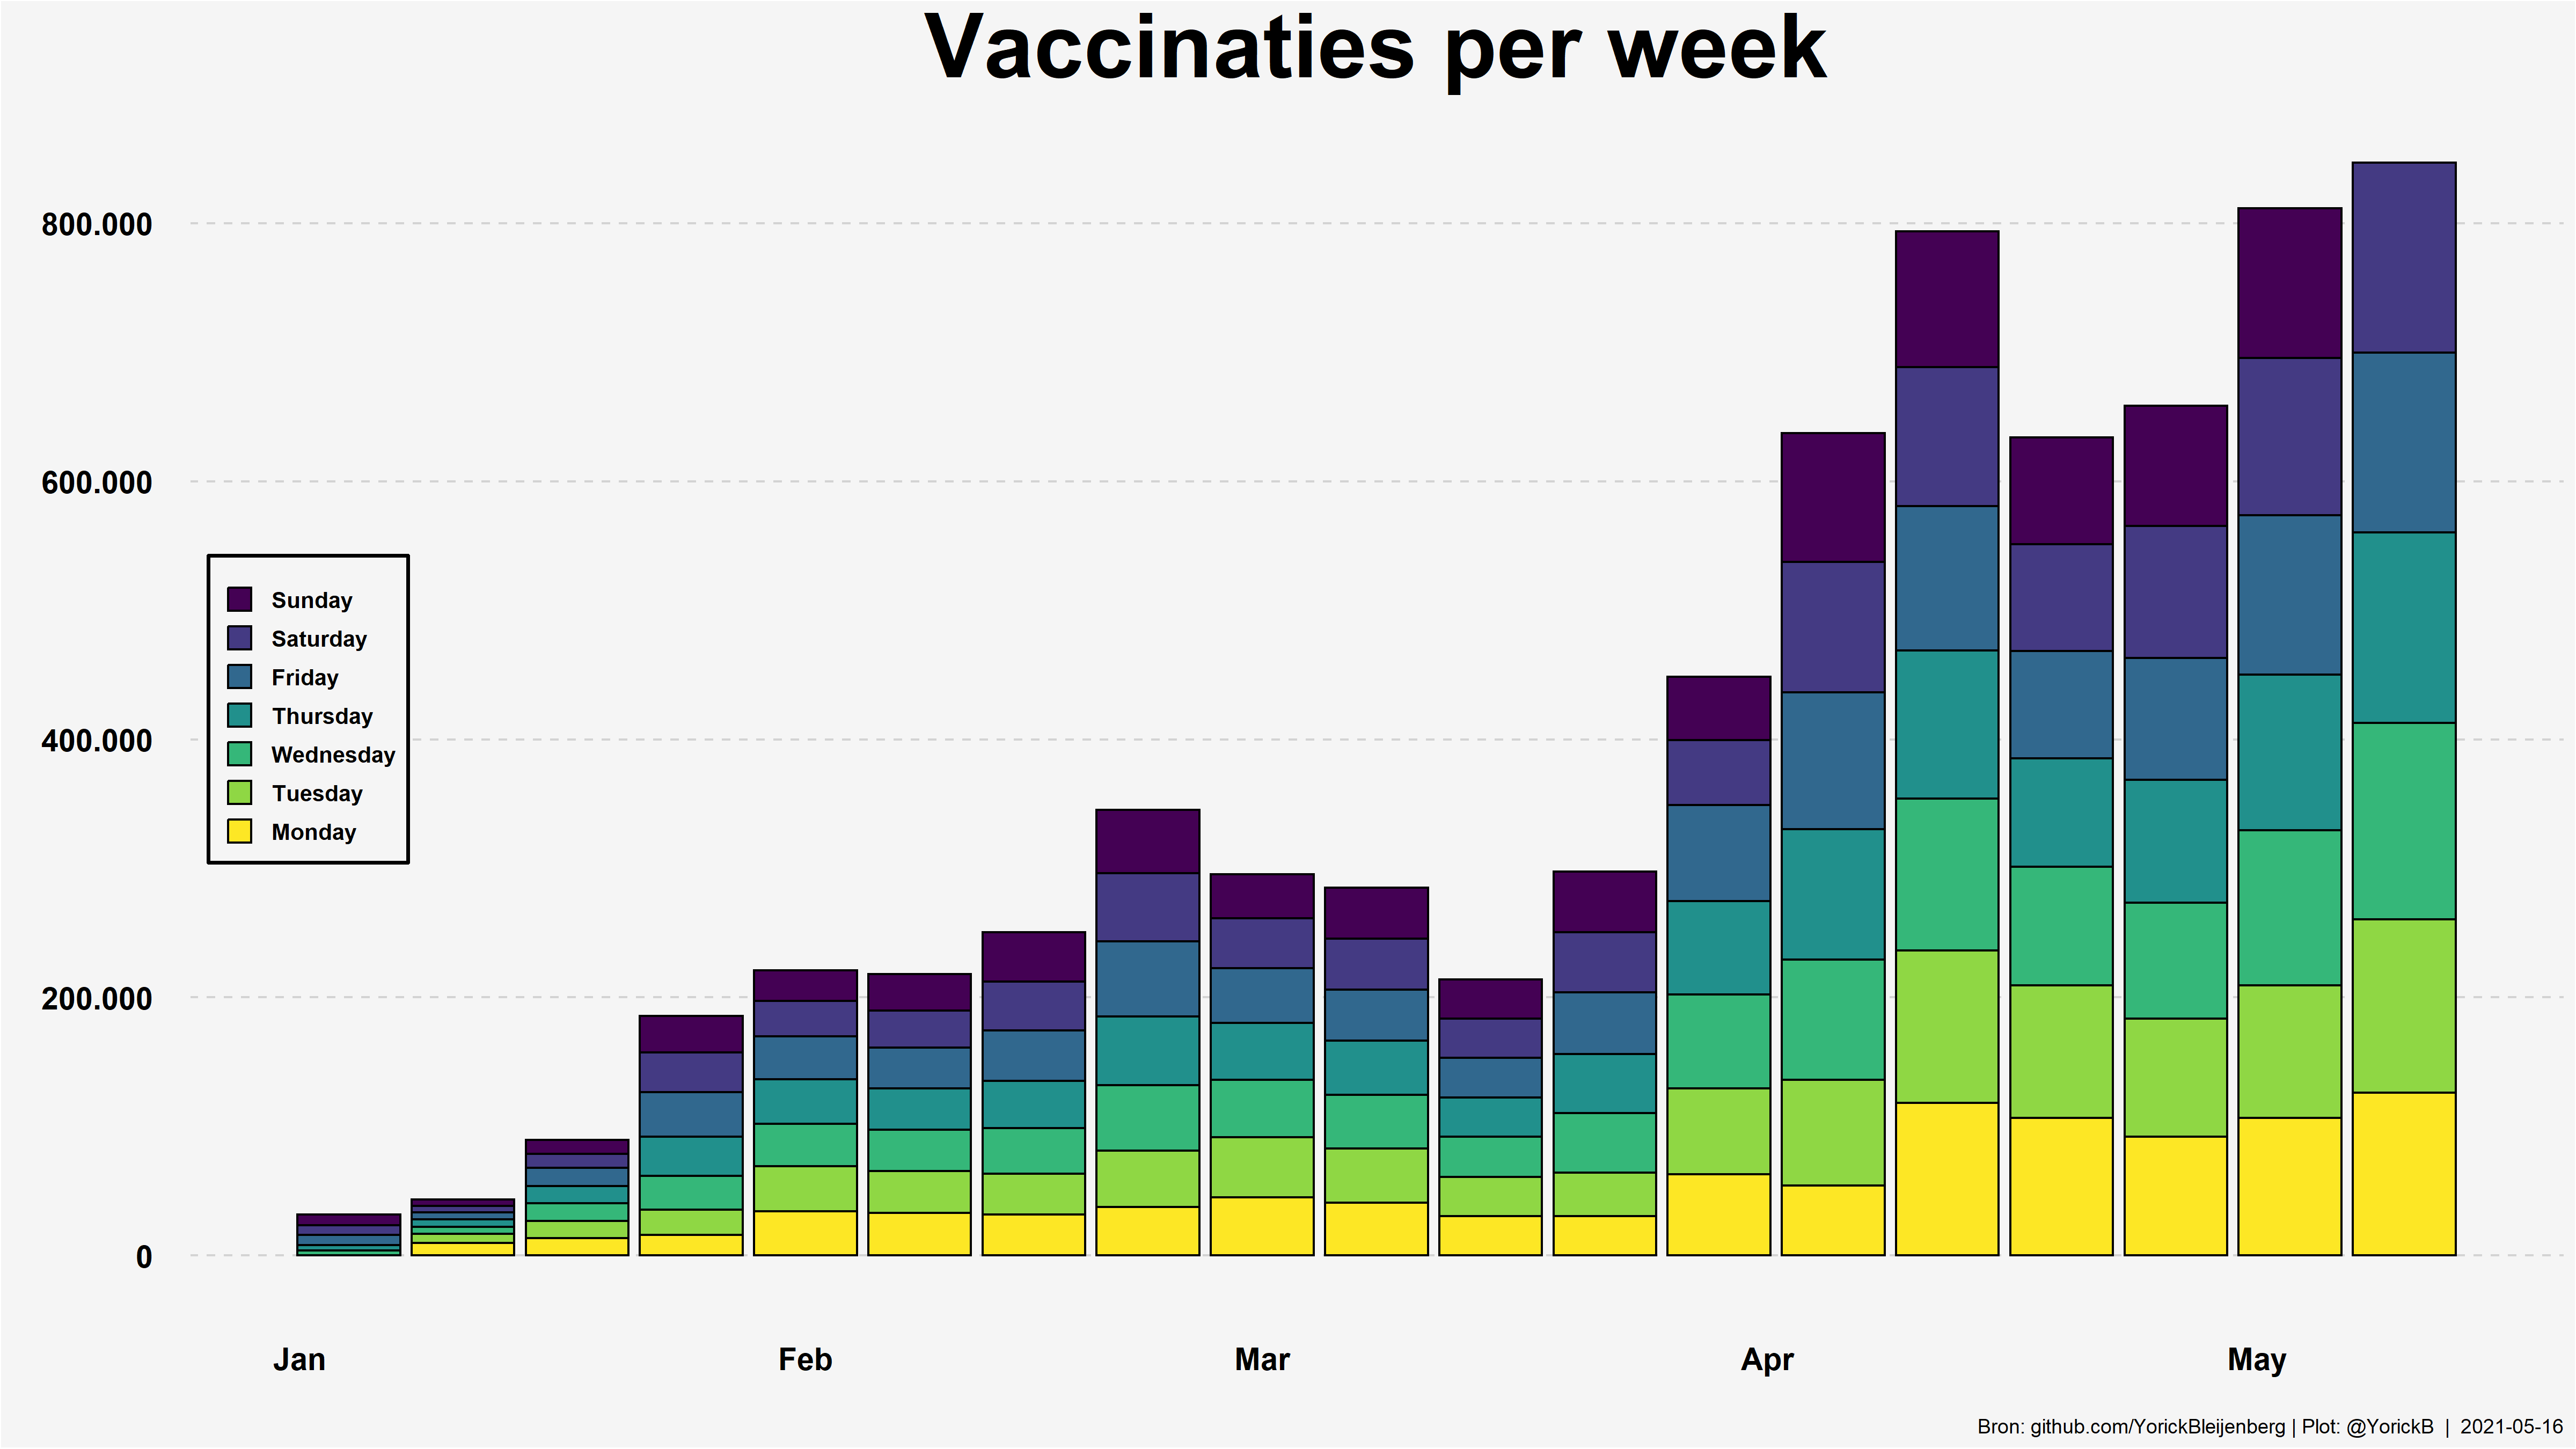 Vaccinaties per week
800.000
600.000
400.000
200.000
0
Sunday
Saturday
Friday
Thursday
Wednesday
Tuesday
Monday
Jan Feb Mar Apr May
Bron: github.com/YorickBleijenberg | Plot: @YorickB | 2021-05-16